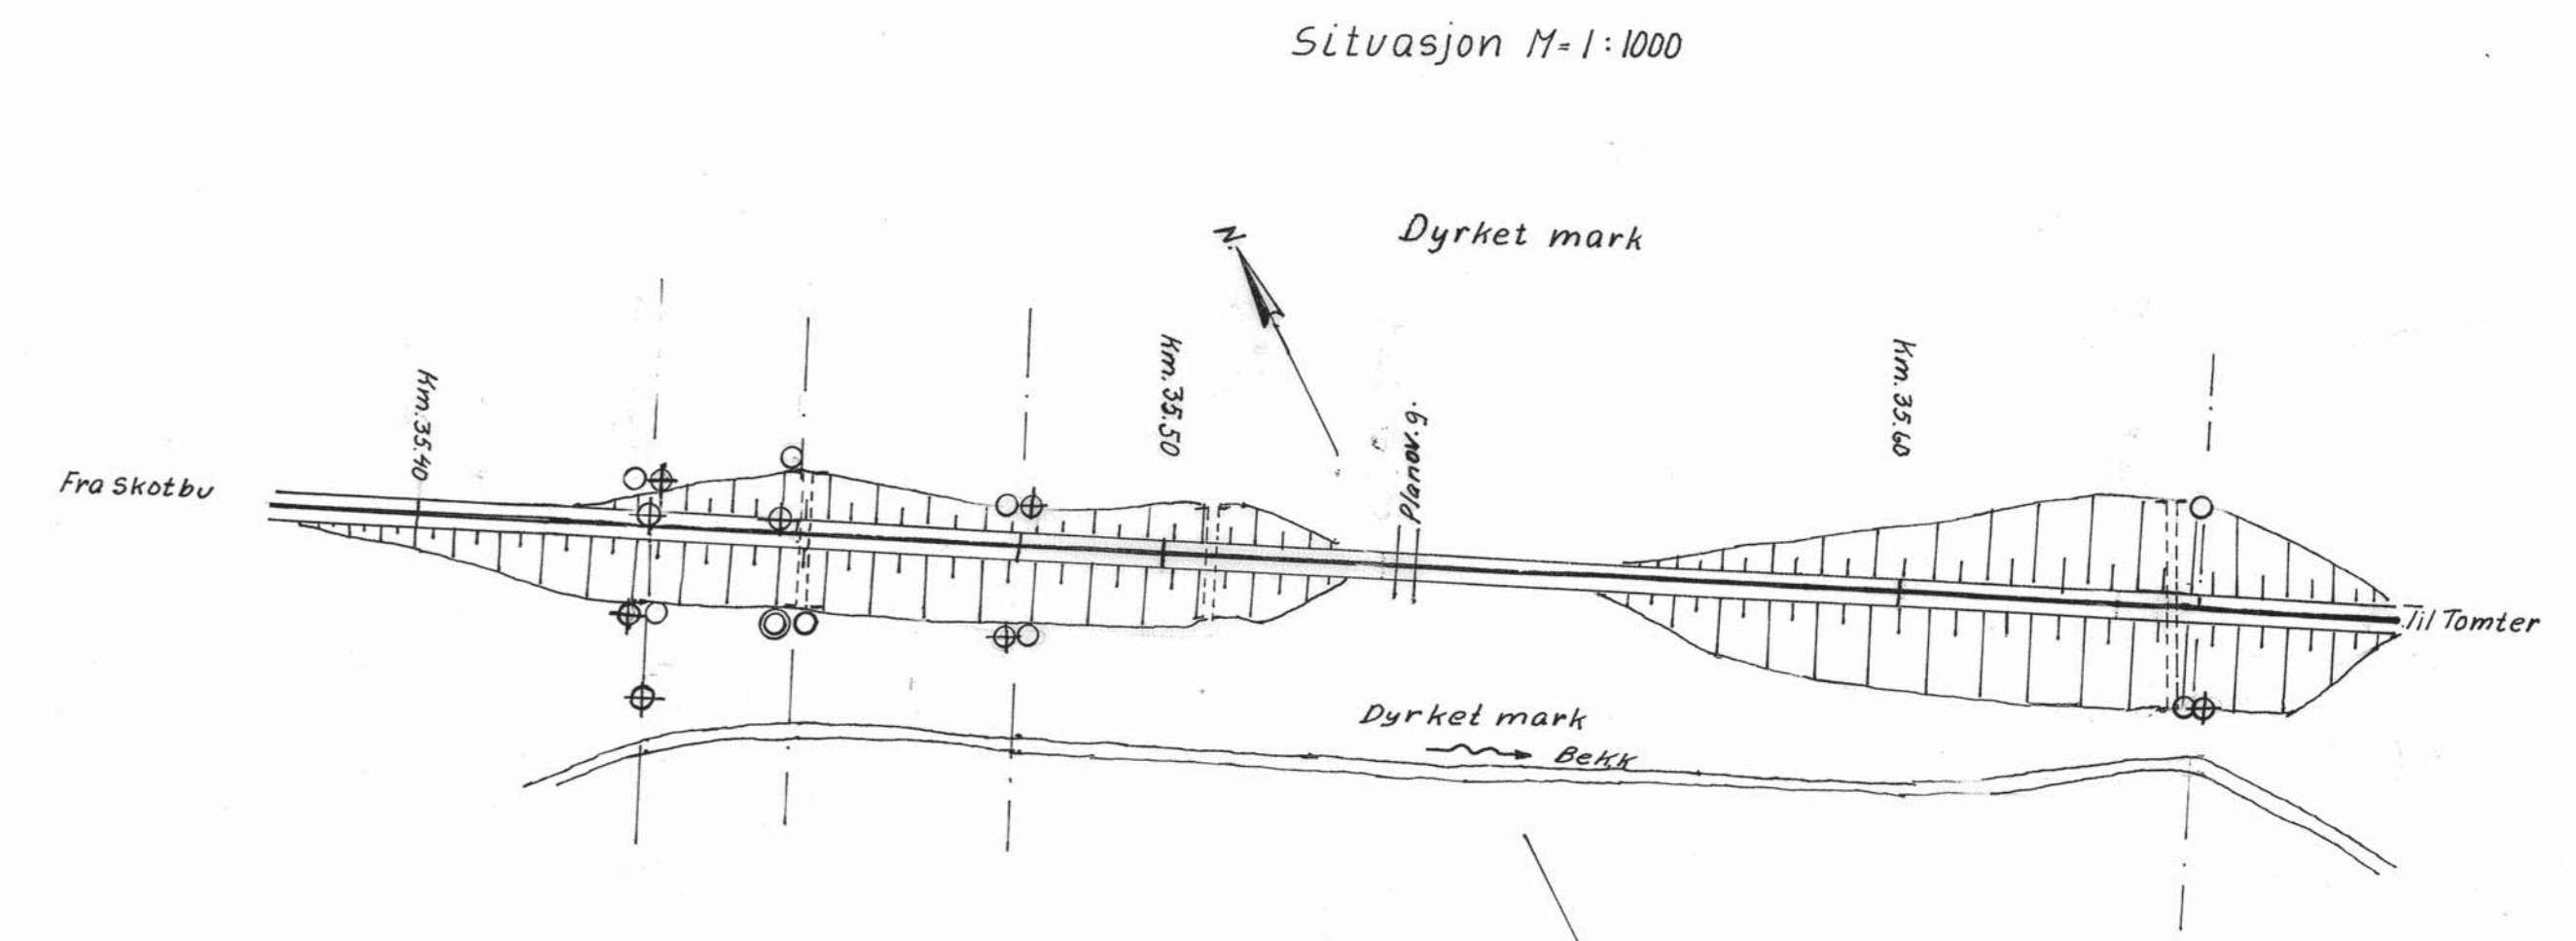 Situasjon M=1:1000
N
Dyrket mark
Km.35.40
Km.35.50
Planov.g.
Km.35.60
Fra Skotbu
Til Tomter
Dyrket mark
Bekk